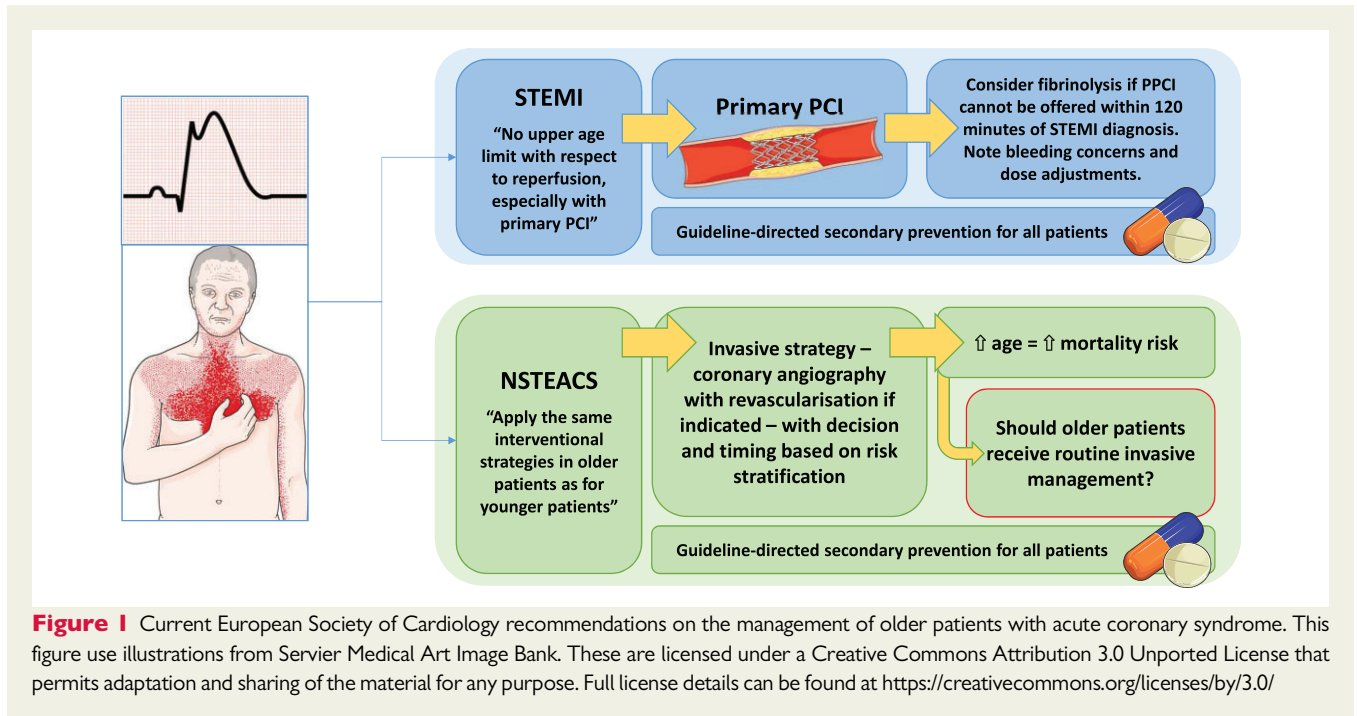 STEMI
“No upper age
limit with respect
to reperfusion,
especially with
primary PCI”
Primary PCI
Consider fibrinolysis if PPCI
cannot be offered within 120
minutes of STEMI diagnosis.
Note bleeding concerns and
dose adjustments.
Guideline-directed secondary prevention for all patients
NSTEACS
“Apply the same
interventional
strategies in older
patients as for
younger patients”
Invasive strategy –
coronary angiography
with revascularisation if
indicated – with decision
and timing based on risk
stratification
⇧ age = ⇧ mortality risk
Should older patients
receive routine invasive
management?
Guideline-directed secondary prevention for all patients
Figure 1 Current European Society of Cardiology recommendations on the management of older patients with acute coronary syndrome. This
figure use illustrations from Servier Medical Art Image Bank. These are licensed under a Creative Commons Attribution 3.0 Unported License that
permits adaptation and sharing of the material for any purpose. Full license details can be found at https://creativecommons.org/licenses/by/3.0/